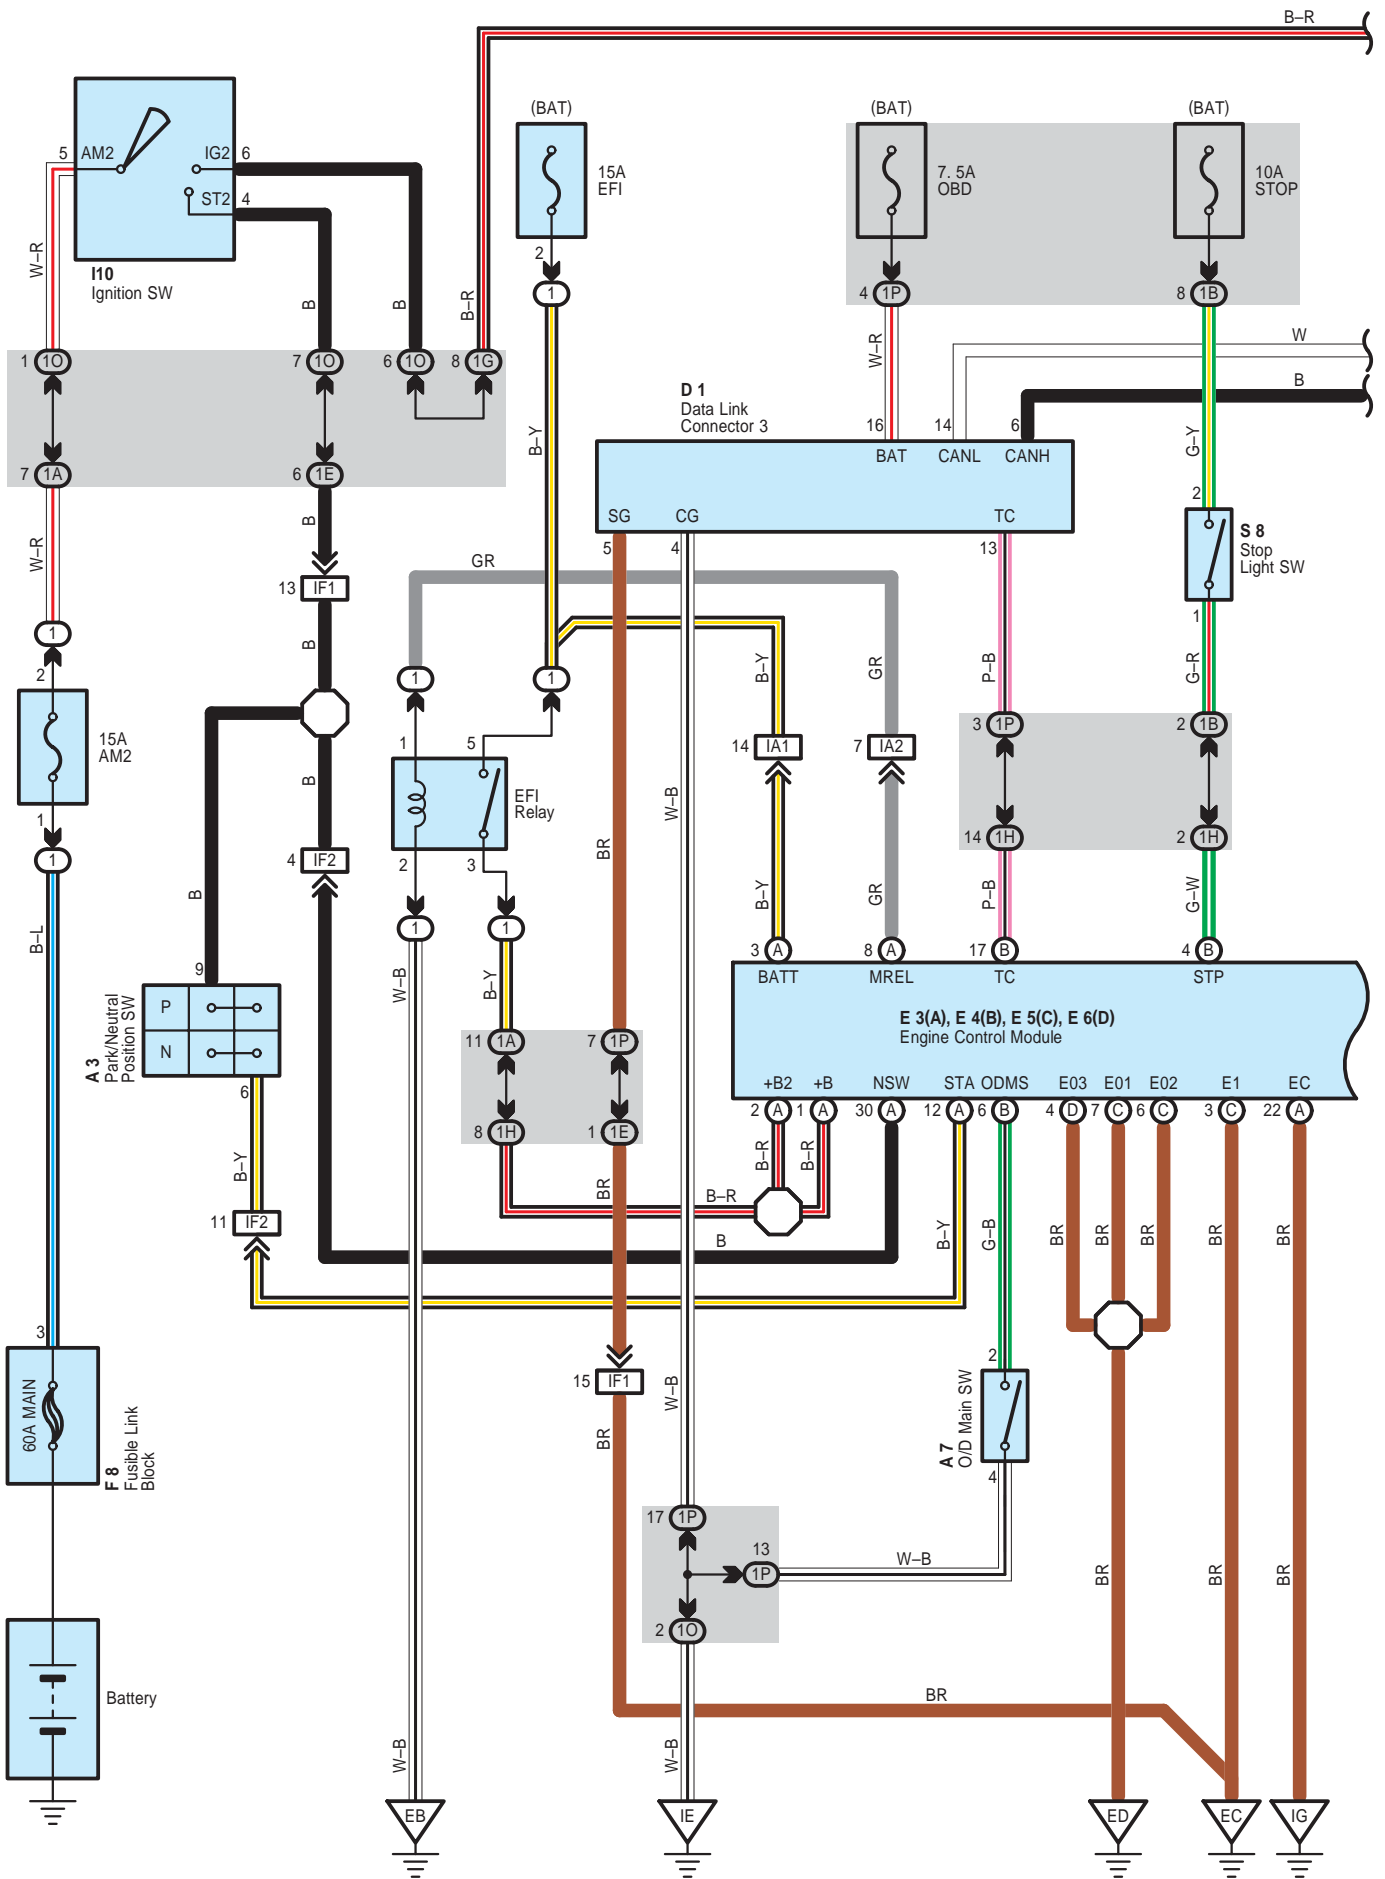 B–R
(BAT)
(BAT)
(BAT)
5 AM2
IG2 6
ST2 4
15A
EFI
7. 5A
OBD
10A
STOP
2
W–R
I10
Ignition SW
B
B
B–R
1
4 1P
8 1B
1 1O
7 1O
6 1O
8 1G
W–R
W
B
D 1
Data Link
Connector 3
16
14
6
B–Y
G–Y
BAT
CANL
CANH
7 1A
6 1E
2
SG
CG
TC
B
W–R
5
4
13
S 8
Stop
Light SW
GR
13 IF1
1
1
B
2
1
1
B–Y
GR
P–B
G–R
3 1P
2 1B
15A
AM2
1
5
14 IA1
7 IA2
B
EFI
Relay
W–B
1
BR
14 1H
2 1H
1
4 IF2
2
3
B
B–Y
GR
P–B
G–W
1
1
B–L
3 A
8 A
17 B
4 B
9
W–B
B–Y
BATT
MREL
TC
STP
P
N
A 3
Park/Neutral
Position SW
E 3(A), E 4(B), E 5(C), E 6(D)
Engine Control Module
11 1A
7 1P
6
+B2
+B
NSW
STA
ODMS
E03
E01
E02
E1
EC
2 A
1 A
30 A
12 A
6 B
4 D
7 C
6 C
3 C
22 A
8 1H
1 1E
B–Y
B–R
B–R
BR
B–R
11 IF2
B
B–Y
G–B
BR
BR
BR
BR
BR
3
2
15 IF1
60A MAIN
F 8
Fusible Link
Block
W–B
BR
A 7
O/D Main SW
4
17 1P
13
1P
W–B
BR
BR
BR
2 1O
Battery
BR
W–B
W–B
EB
IE
ED
EC
IG